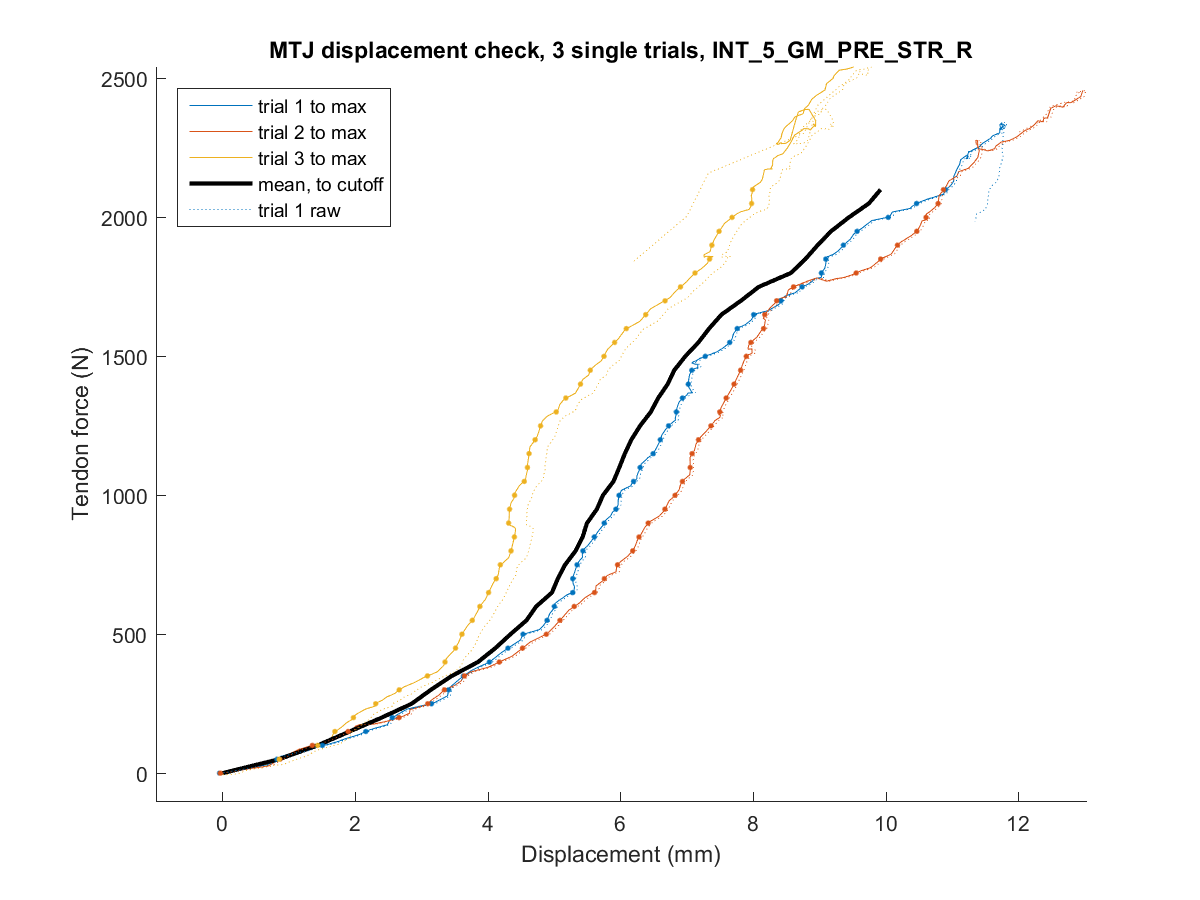 MTJ displacement check, 3 single trials, INT_5_GM_PRE_STR_R
2500
2000
1500
1000
500
0
Tendon force (N)
trial 1 to max
trial 2 to max
trial 3 to max
mean, to cutoff
trial 1 raw
0
2
4
6
8
10
12
Displacement (mm)